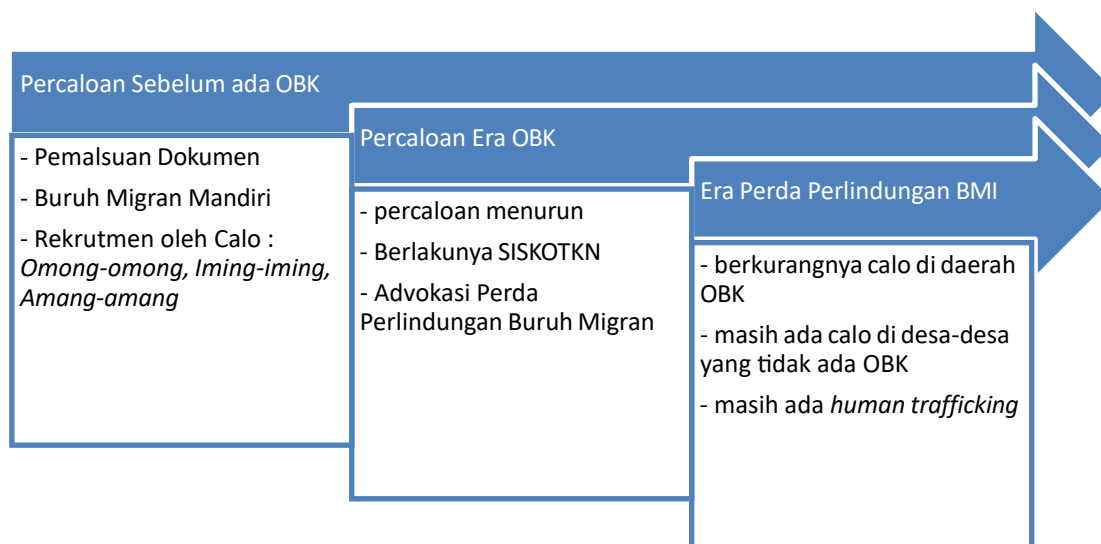 Percaloan Sebelum ada OBK
- Pemalsuan Dokumen
- Buruh Migran Mandiri
- Rekrutmen oleh Calo :
Omong-omong, Iming-iming,
Amang-amang
Percaloan Era OBK
- percaloan menurun
- Berlakunya SISKOTKN
- Advokasi Perda
Perlindungan Buruh Migran
Era Perda Perlindungan BMI
- berkurangnya calo di daerah
OBK
- masih ada calo di desa-desa
yang tidak ada OBK
- masih ada human trafficking